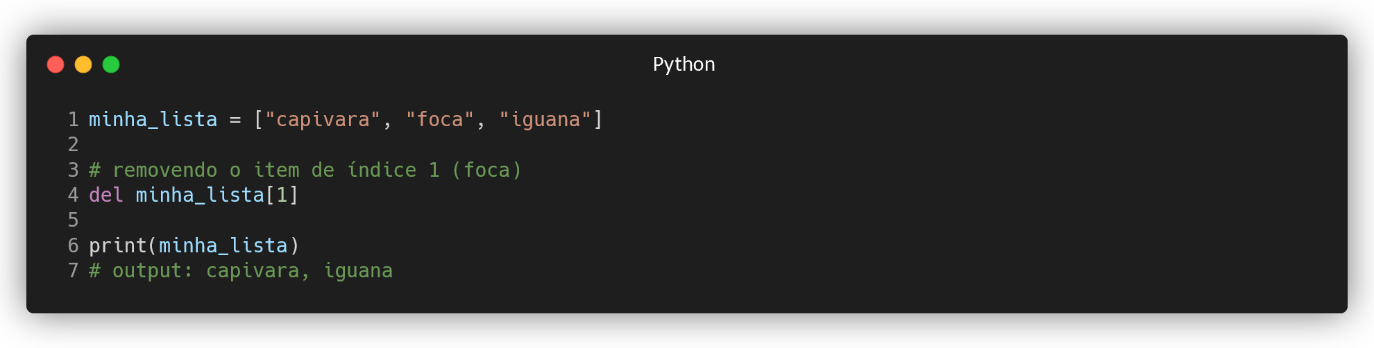 Python
1 minha_lista = ["capivara", "foca", "iguana"]
2
3 # removendo o item de índice 1 (foca)
4 del minha_lista[1]
5
6 print(minha_lista)
7 # output: capivara, iguana